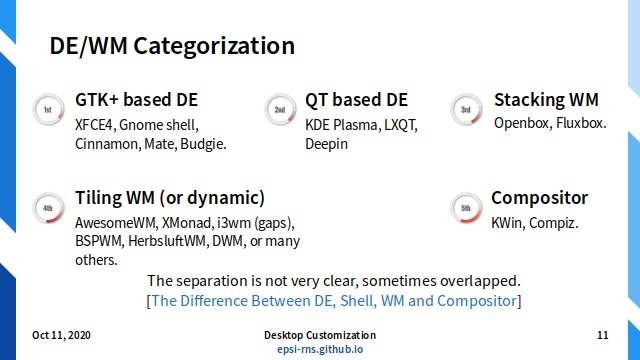 DE/WM Categorization
1st
GTK+ based DE
XFCE4, Gnome shell,
Cinnamon, Mate, Budgie.
2nd
QT based DE
KDE Plasma, LXQT,
Deepin
3rd
Stacking WM
Openbox, Fluxbox.
4th
Tiling WM (or dynamic)
AwesomeWM, XMonad, i3wm (gaps),
BSPWM, HerbsluftWM, DWM, or many
others.
5th
Compositor
KWin, Compiz.
The separation is not very clear, sometimes overlapped.
[The Difference Between DE, Shell, WM and Compositor]
Oct 11, 2020
Desktop Customization
epsi-rns.github.io
11